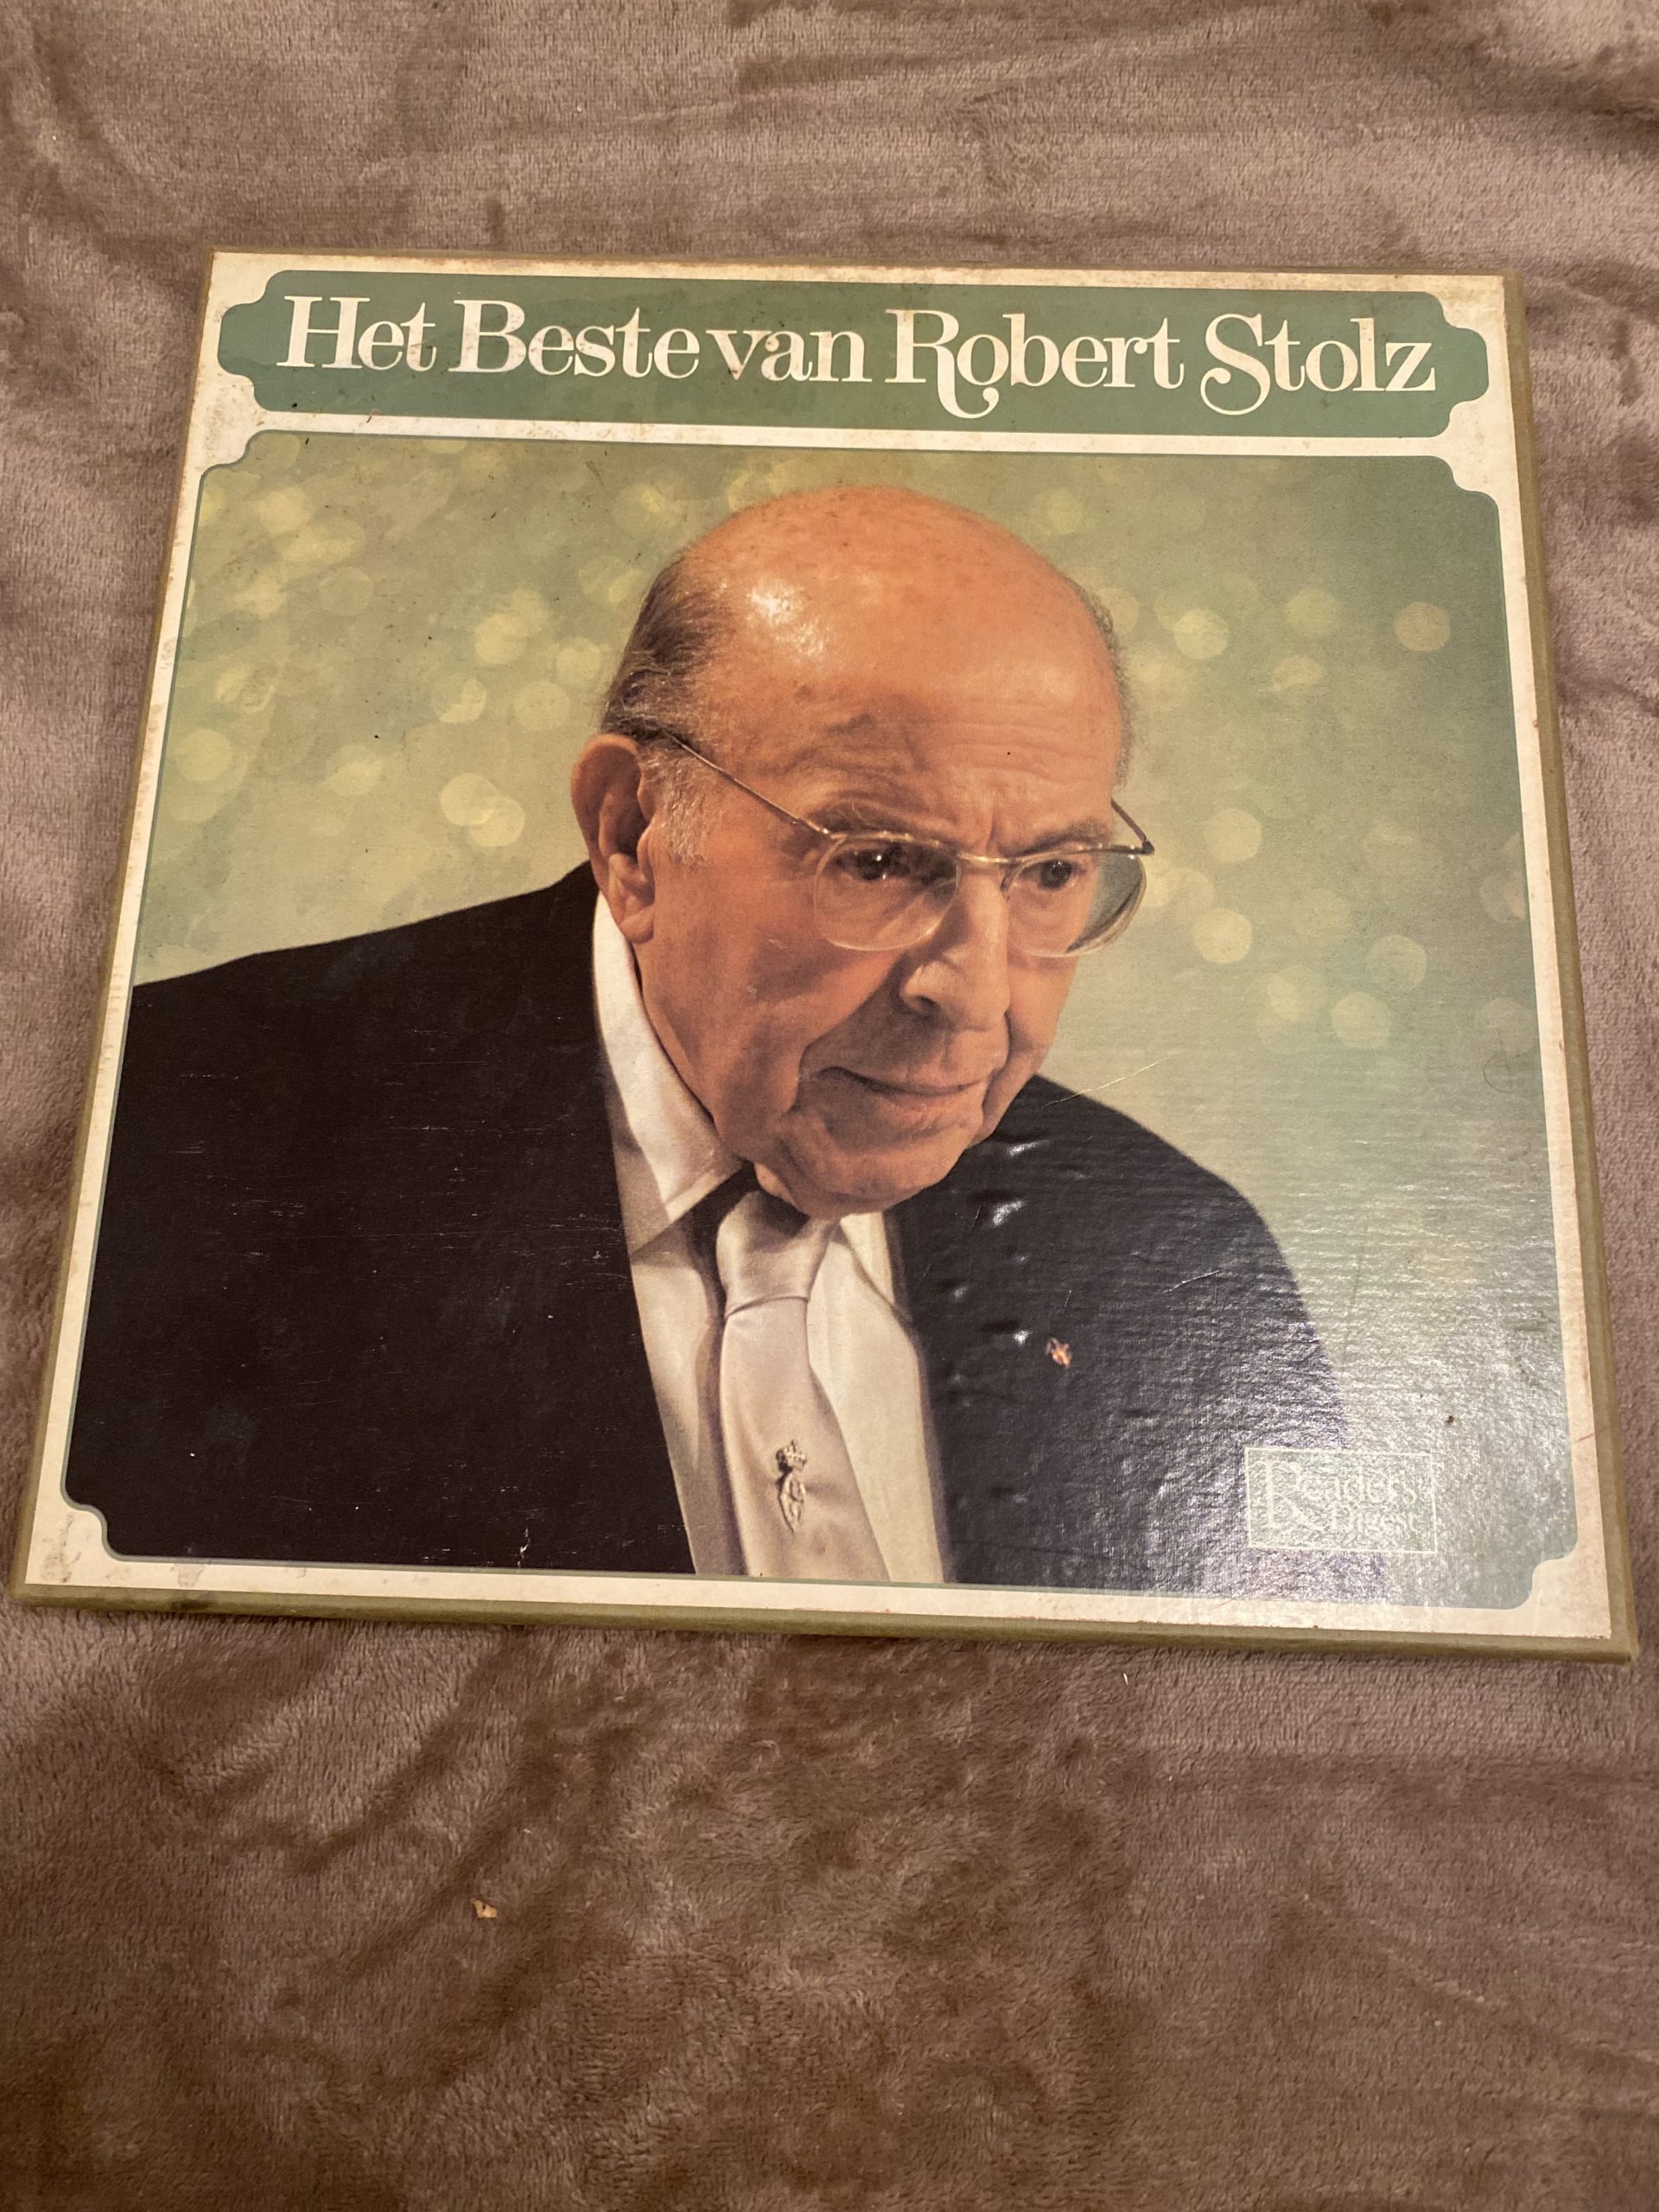 Het Beste van Robert Stolz
Reader's
Digest